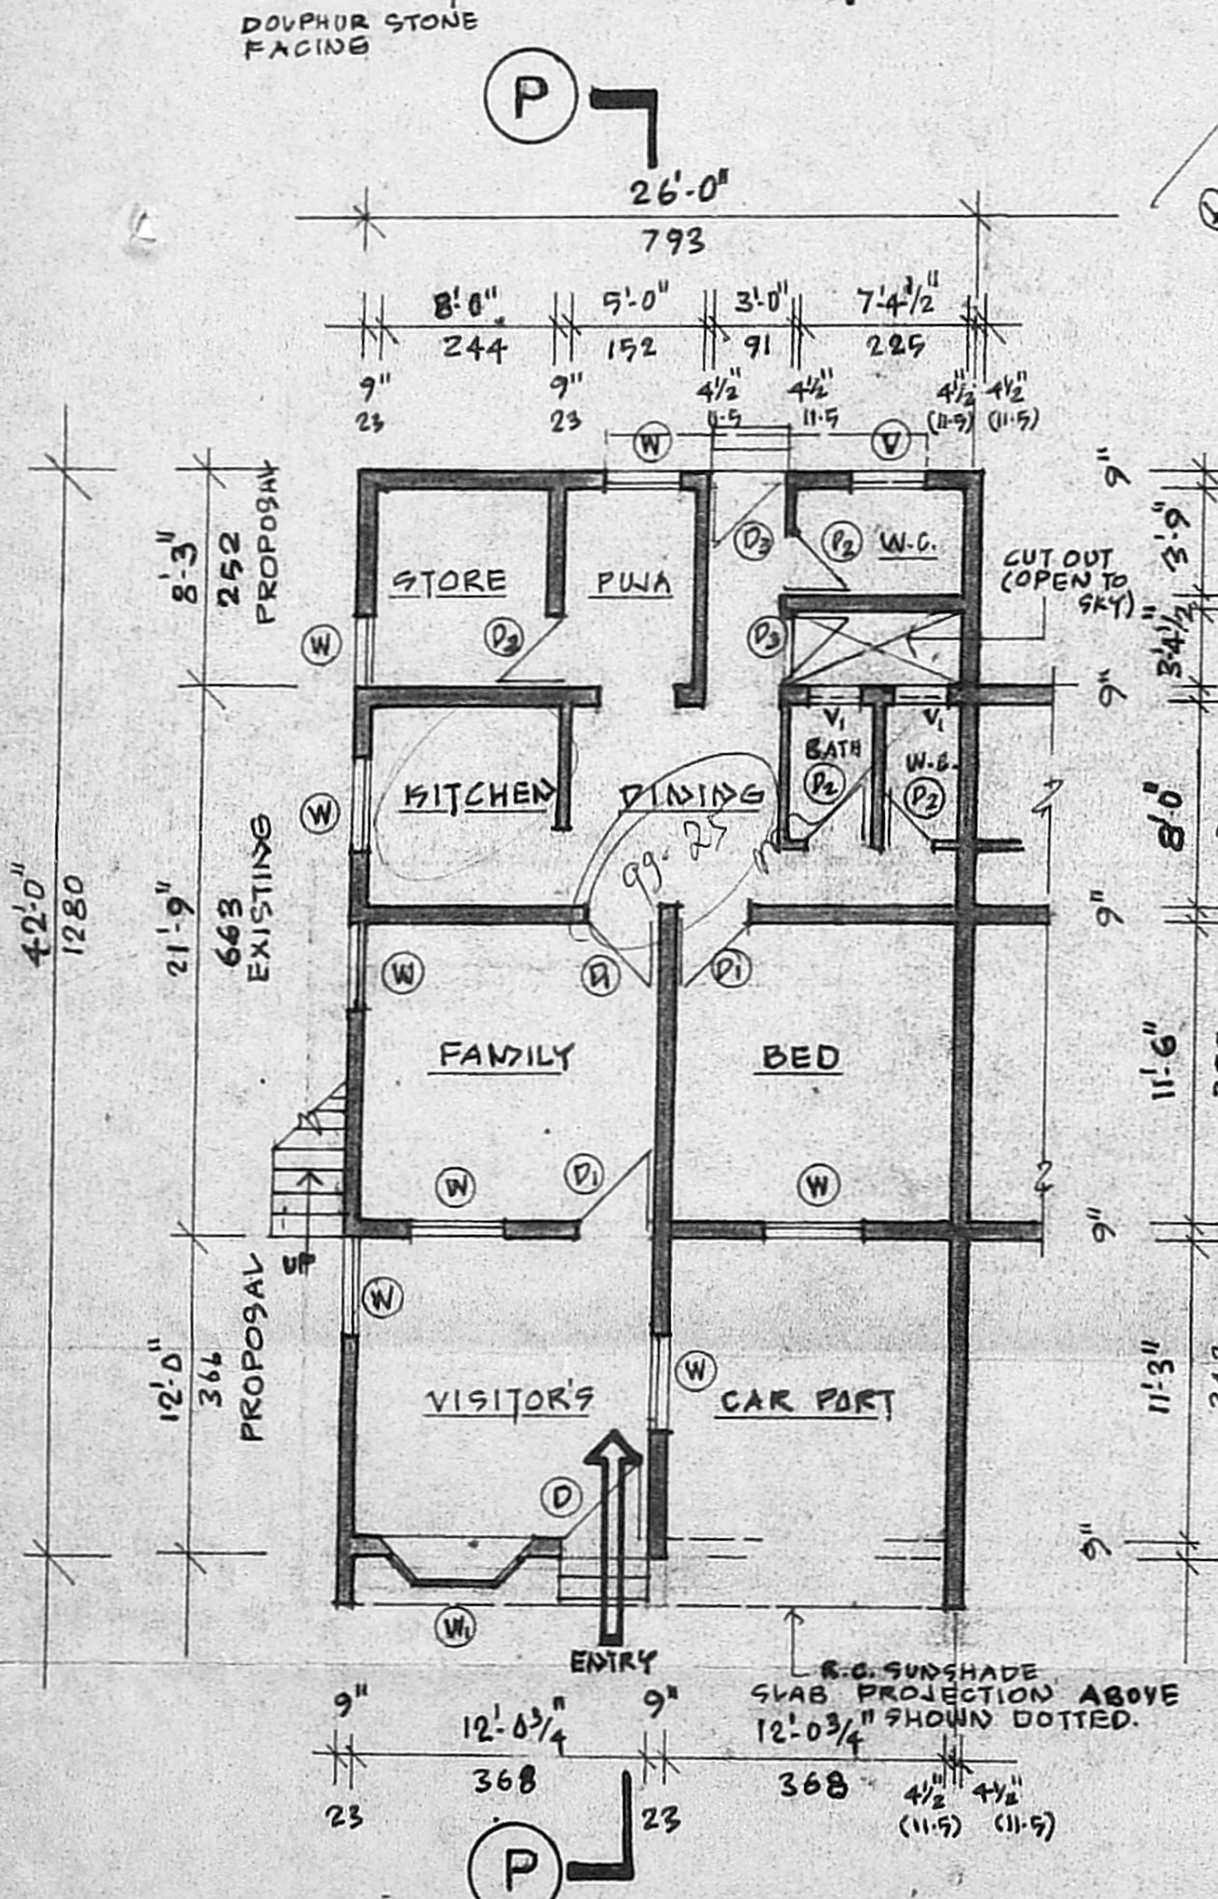 DOLPHUR STONE
FACING
P
26'-0"
793
8'-0" 5'-0" 3'-0" 7'-4½"
244 152 91 225
9" 9" 4½" 4½" 4½" 4½"
23 23 11.5 11.5 (11.5) (11.5)
W V
9"
8'-3"
252
PROPOSAL
STORE PUJA D3 D2 W.C.
3'-9"
CUT OUT
(OPEN TO
SKY)
W D2 D3
3'-4½"
9"
V1 V1
BATH W.C.
D2 D2
W KITCHEN DINING
99.25
8'-0"
42'-0"
1280
21'-9"
663
EXISTING
9"
W D1 D1
FAMILY BED
11'-6"
W D1 W
9"
UP
W
12'-0"
366
PROPOSAL
W
VISITOR'S CAR PORT
11'-3"
D
9"
W1
ENTRY
R.C. SUNSHADE
SLAB PROJECTION ABOVE
SHOWN DOTTED.
9" 12'-0¾" 9" 12'-0¾"
368 368 4½" 4½"
23 23 (11.5) (11.5)
P